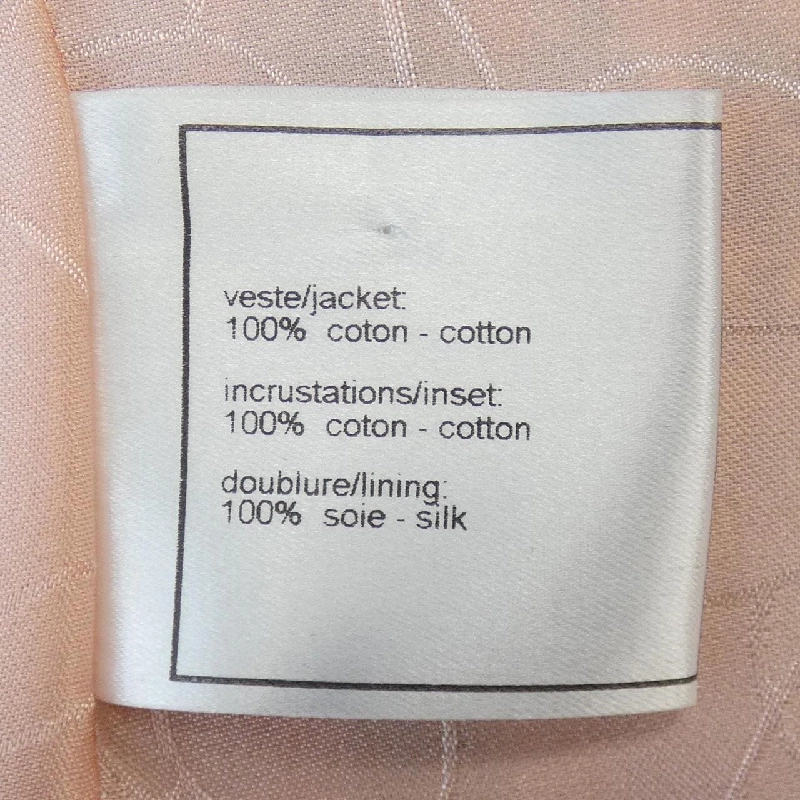 veste/jacket:
100% coton - cotton
incrustations/inset:
100% coton - cotton
doublure/lining:
100% soie - silk